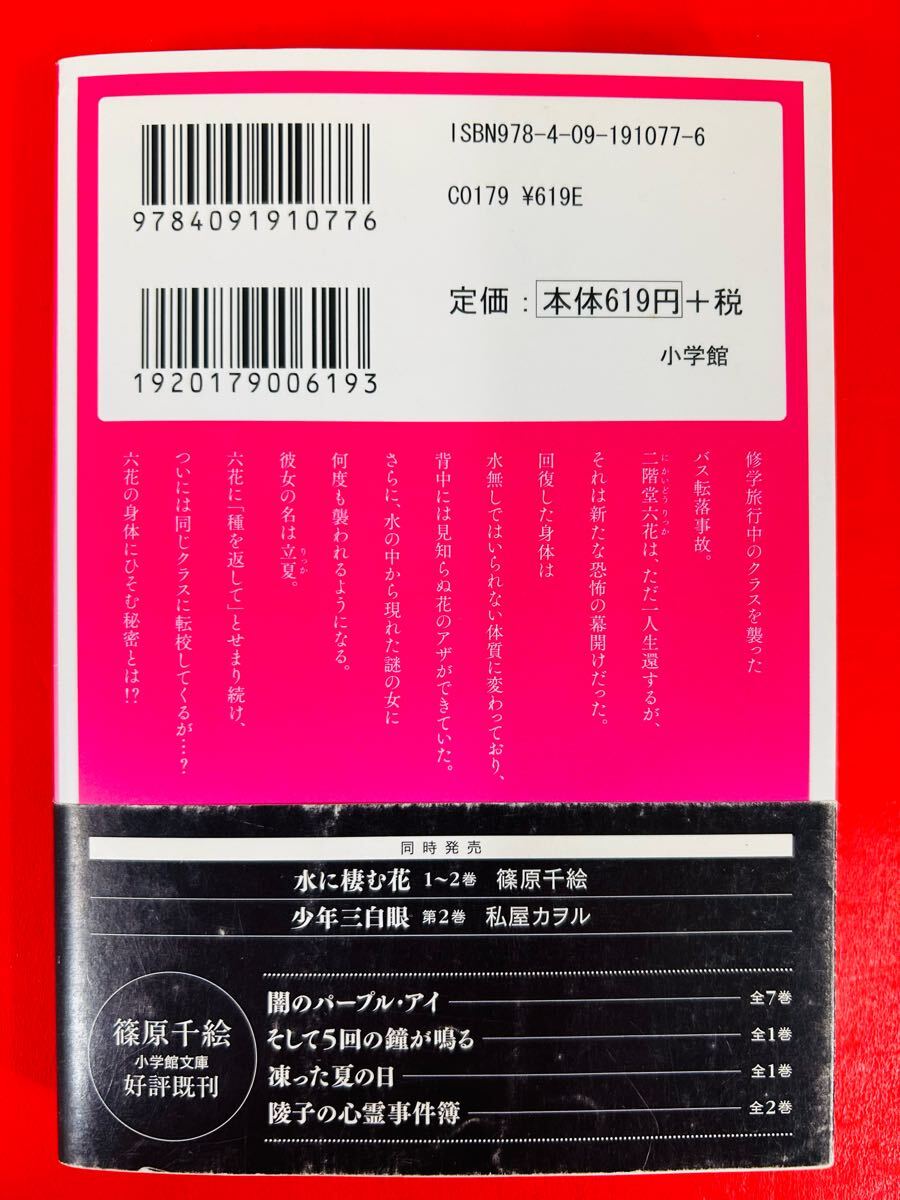 ISBN978-4-09-191077-6
9784091910776
C0179 ¥619E
定価：本体619円＋税
1920179006193
小学館
修学旅行中のクラスを襲った
バス転落事故。
二階堂六花は、ただ一人生還するが、
にかいどうりっか
それは新たな恐怖の幕開けだった。
回復した身体は
水無しではいられない体質に変わっており、
背中には見知らぬ花のアザができていた。
さらに、水の中から現れた謎の女に
何度も襲われるようになる。
彼女の名は立夏。
りっか
六花に「種を返して」とせまり続け、
ついには同じクラスに転校してくるが…?
六花の身体にひそむ秘密とは!?
同時発売
水に棲む花 1～2巻 篠原千絵
少年三白眼 第2巻 私屋カヲル
篠原千絵
小学館文庫
好評既刊
闇のパープル・アイ 全7巻
そして5回の鐘が鳴る 全1巻
凍った夏の日 全1巻
陵子の心霊事件簿 全2巻